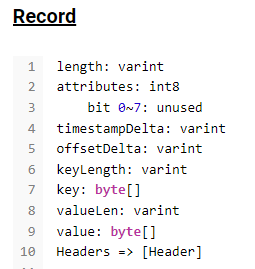 Record
1 length: varint
2 attributes: int8
3 bit 0~7: unused
4 timestampDelta: varint
5 offsetDelta: varint
6 keyLength: varint
7 key: byte[]
8 valueLen: varint
9 value: byte[]
10 Headers => [Header]